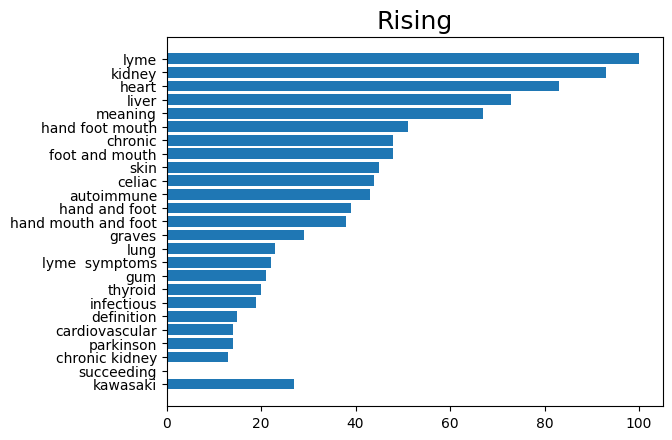 Rising
lyme
kidney
heart
liver
meaning
hand foot mouth
chronic
foot and mouth
skin
celiac
autoimmune
hand and foot
hand mouth and foot
graves
lung
lyme  symptoms
gum
thyroid
infectious
definition
cardiovascular
parkinson
chronic kidney
succeeding
kawasaki
0 20 40 60 80 100